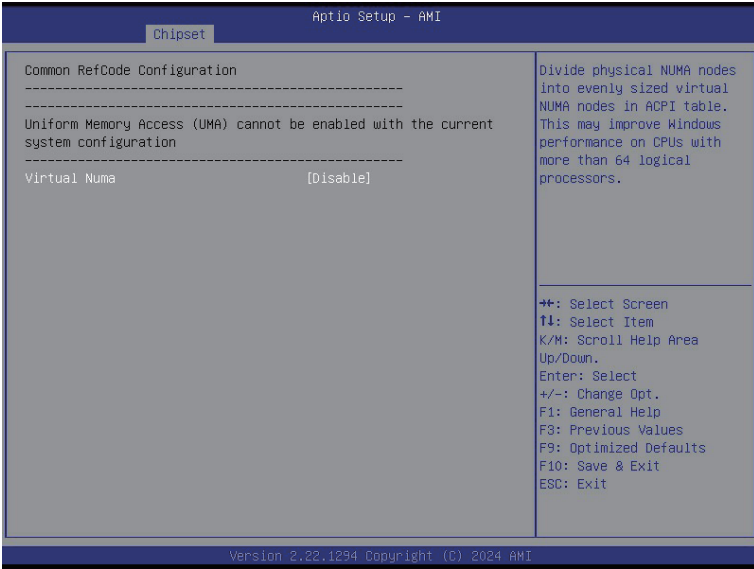 Aptio Setup – AMI
Chipset
Common RefCode Configuration
--------------------------------------------------
--------------------------------------------------
Uniform Memory Access (UMA) cannot be enabled with the current
system configuration
--------------------------------------------------
Virtual Numa [Disable]
Divide physical NUMA nodes
into evenly sized virtual
NUMA nodes in ACPI table.
This may improve Windows
performance on CPUs with
more than 64 logical
processors.
→←: Select Screen
↑↓: Select Item
K/M: Scroll Help Area
Up/Down.
Enter: Select
+/-: Change Opt.
F1: General Help
F3: Previous Values
F9: Optimized Defaults
F10: Save & Exit
ESC: Exit
Version 2.22.1294 Copyright (C) 2024 AMI